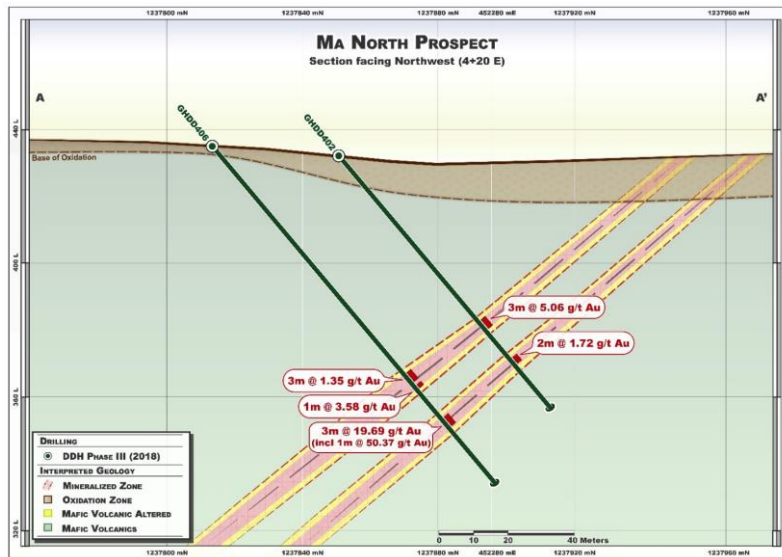 1237800 mN 1237840 mN 1237880 mN 452280 mE 1237920 mN 1237960 mN
MA NORTH PROSPECT
Section facing Northwest (4+20 E)
A A'
GHDD406 GHDD402
440 L
Base of Oxidation
400 L
3m @ 5.06 g/t Au
2m @ 1.72 g/t Au
3m @ 1.35 g/t Au
360 L
1m @ 3.58 g/t Au
3m @ 19.69 g/t Au
(incl 1m @ 50.37 g/t Au)
DRILLING
DDH PHASE III (2018)
INTERPRETED GEOLOGY
MINERALIZED ZONE
OXIDATION ZONE
MAFIC VOLCANIC ALTERED
MAFIC VOLCANICS
320 L
0 10 20 40 Meters
1237800 mN 1237840 mN 1237880 mN 452280 mE 1237920 mN 1237960 mN